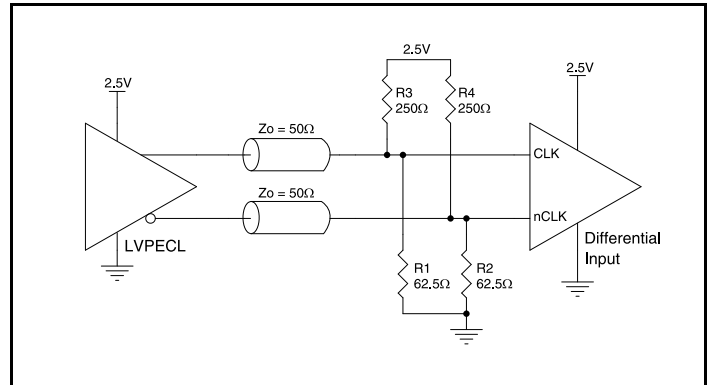 2.5V
2.5V
2.5V
R3
250Ω
R4
250Ω
Zo = 50Ω
CLK
Zo = 50Ω
nCLK
LVPECL
Differential
Input
R1
62.5Ω
R2
62.5Ω